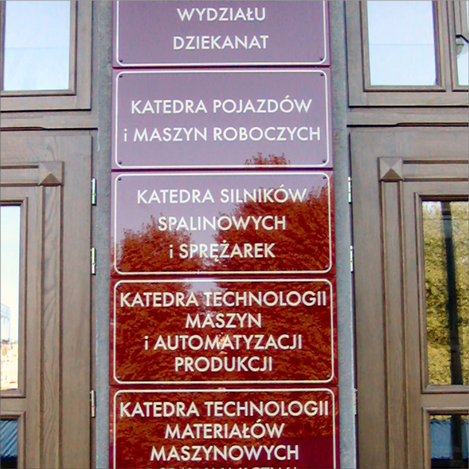 WYDZIAŁU
DZIEKANAT
KATEDRA POJAZDÓW
i MASZYN ROBOCZYCH
KATEDRA SILNIKÓW
SPALINOWYCH
i SPRĘŻAREK
KATEDRA TECHNOLOGII
MASZYN
i AUTOMATYZACJI
PRODUKCJI
KATEDRA TECHNOLOGII
MATERIAŁÓW
MASZYNOWYCH